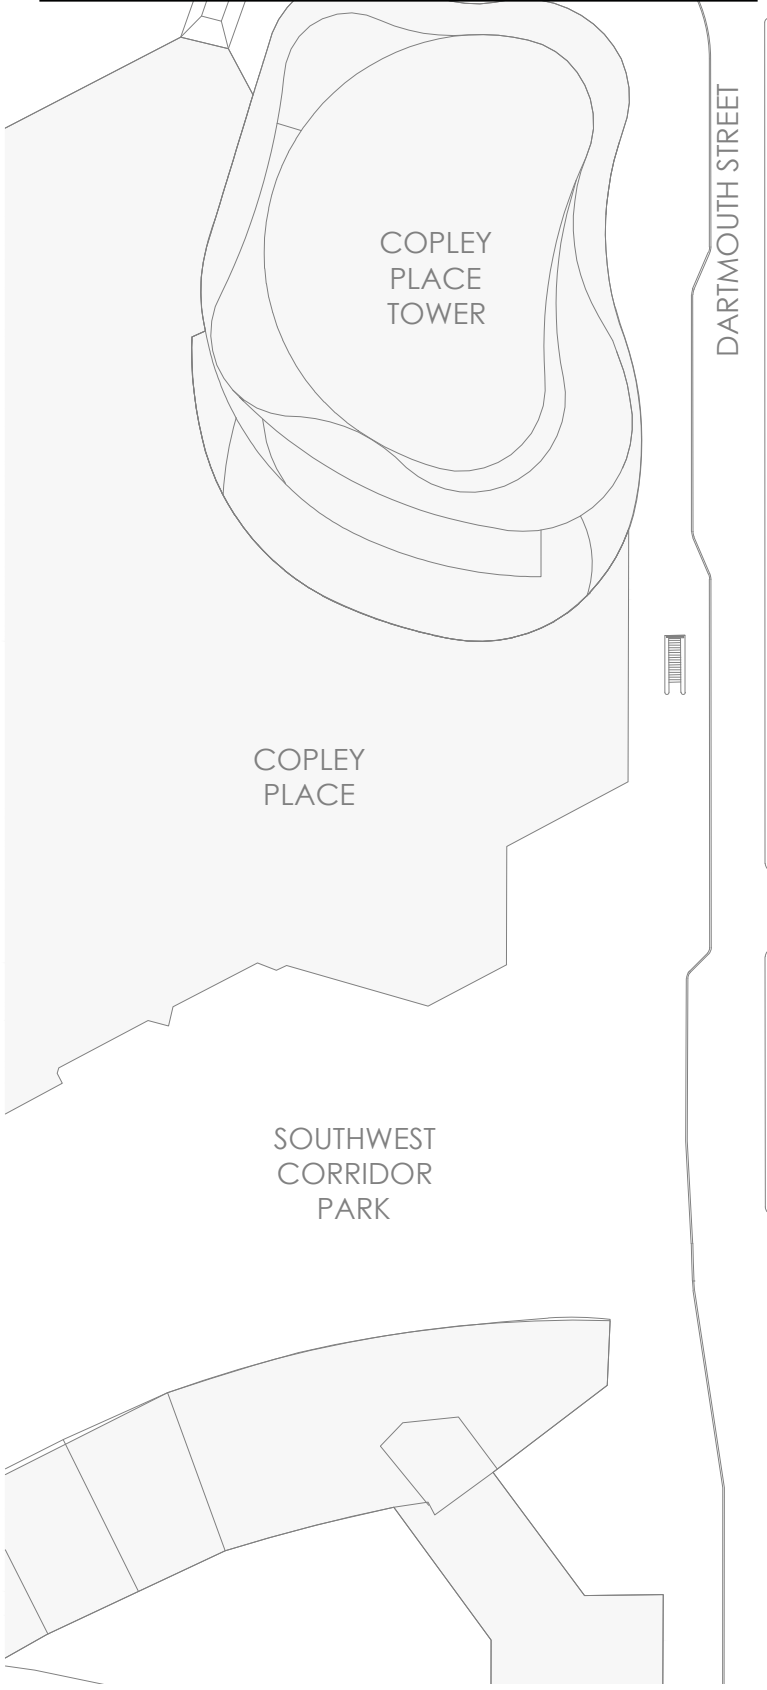 COPLEY
PLACE
TOWER
DARTMOUTH STREET
COPLEY
PLACE
SOUTHWEST
CORRIDOR
PARK